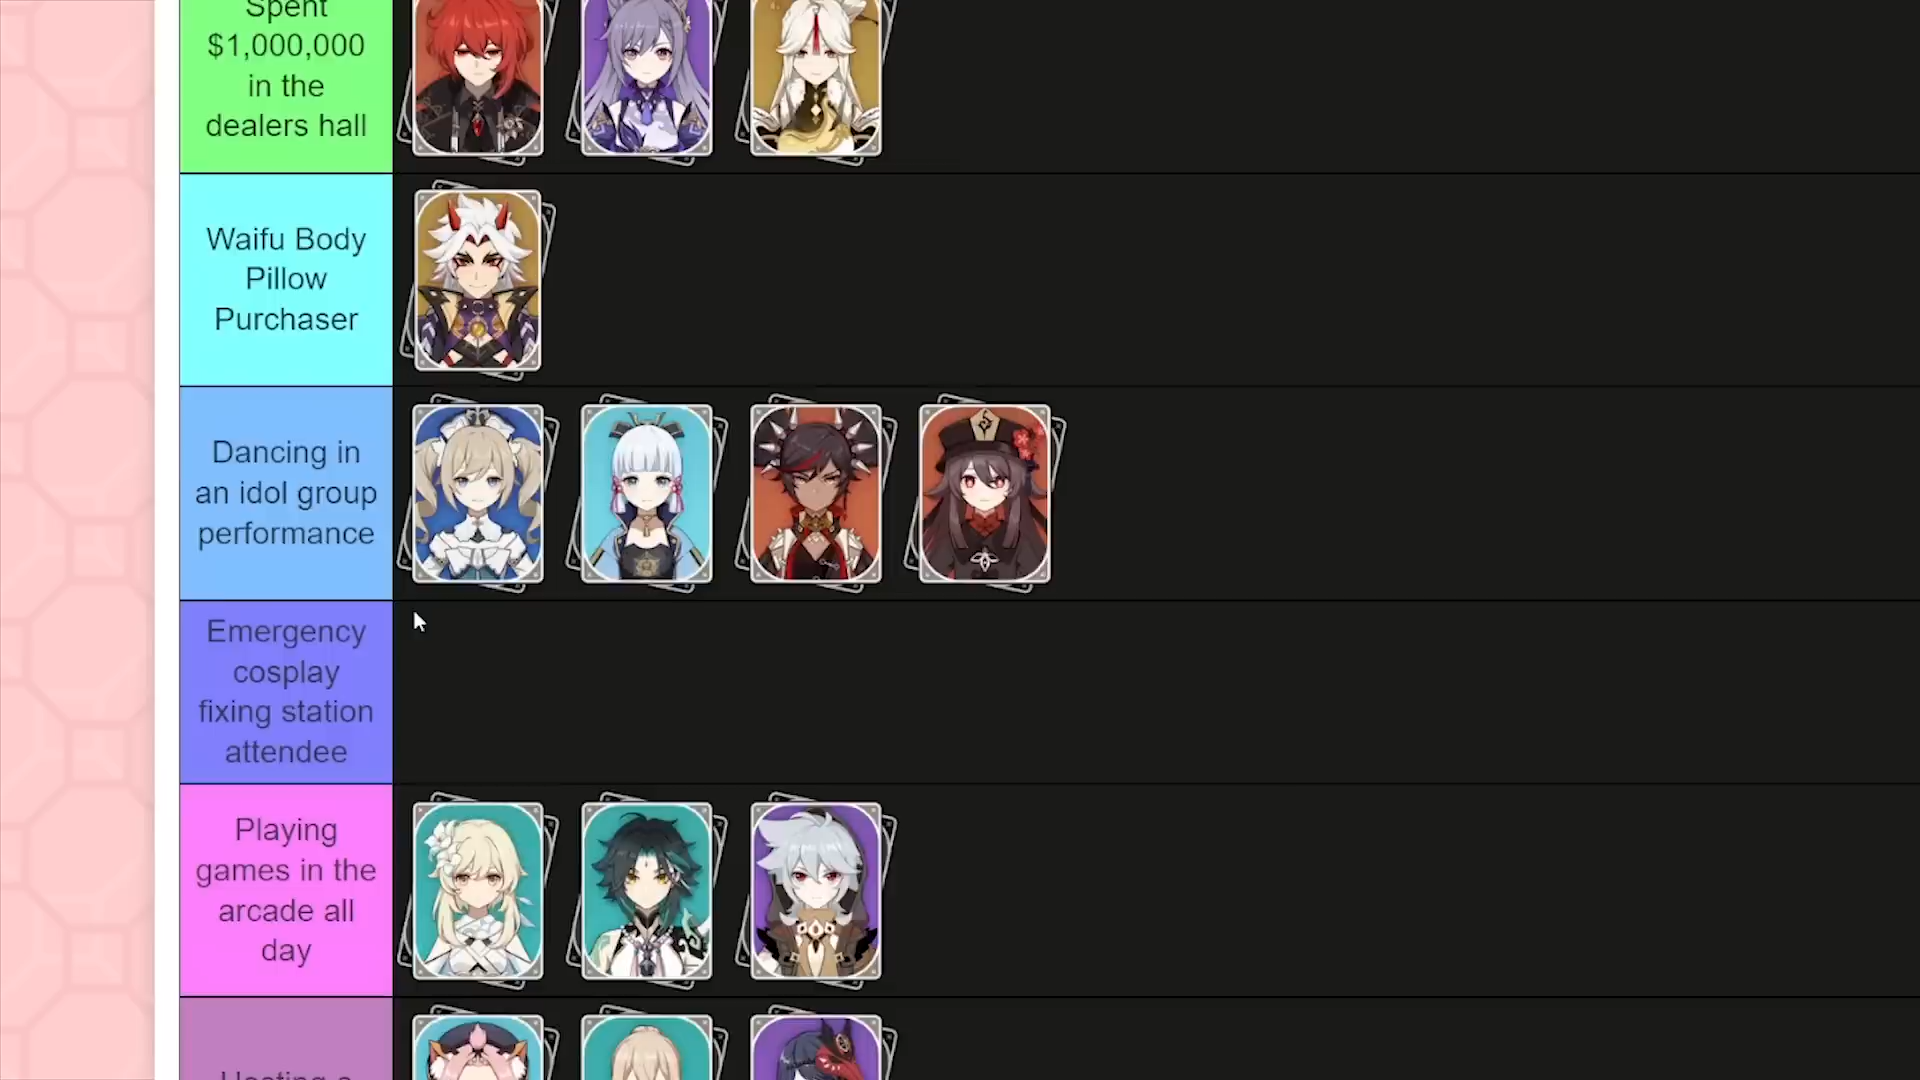 Spent
$1,000,000
in the
dealers hall
Waifu Body
Pillow
Purchaser
Dancing in
an idol group
performance
Emergency
cosplay
fixing station
attendee
Playing
games in the
arcade all
day
Hosting a